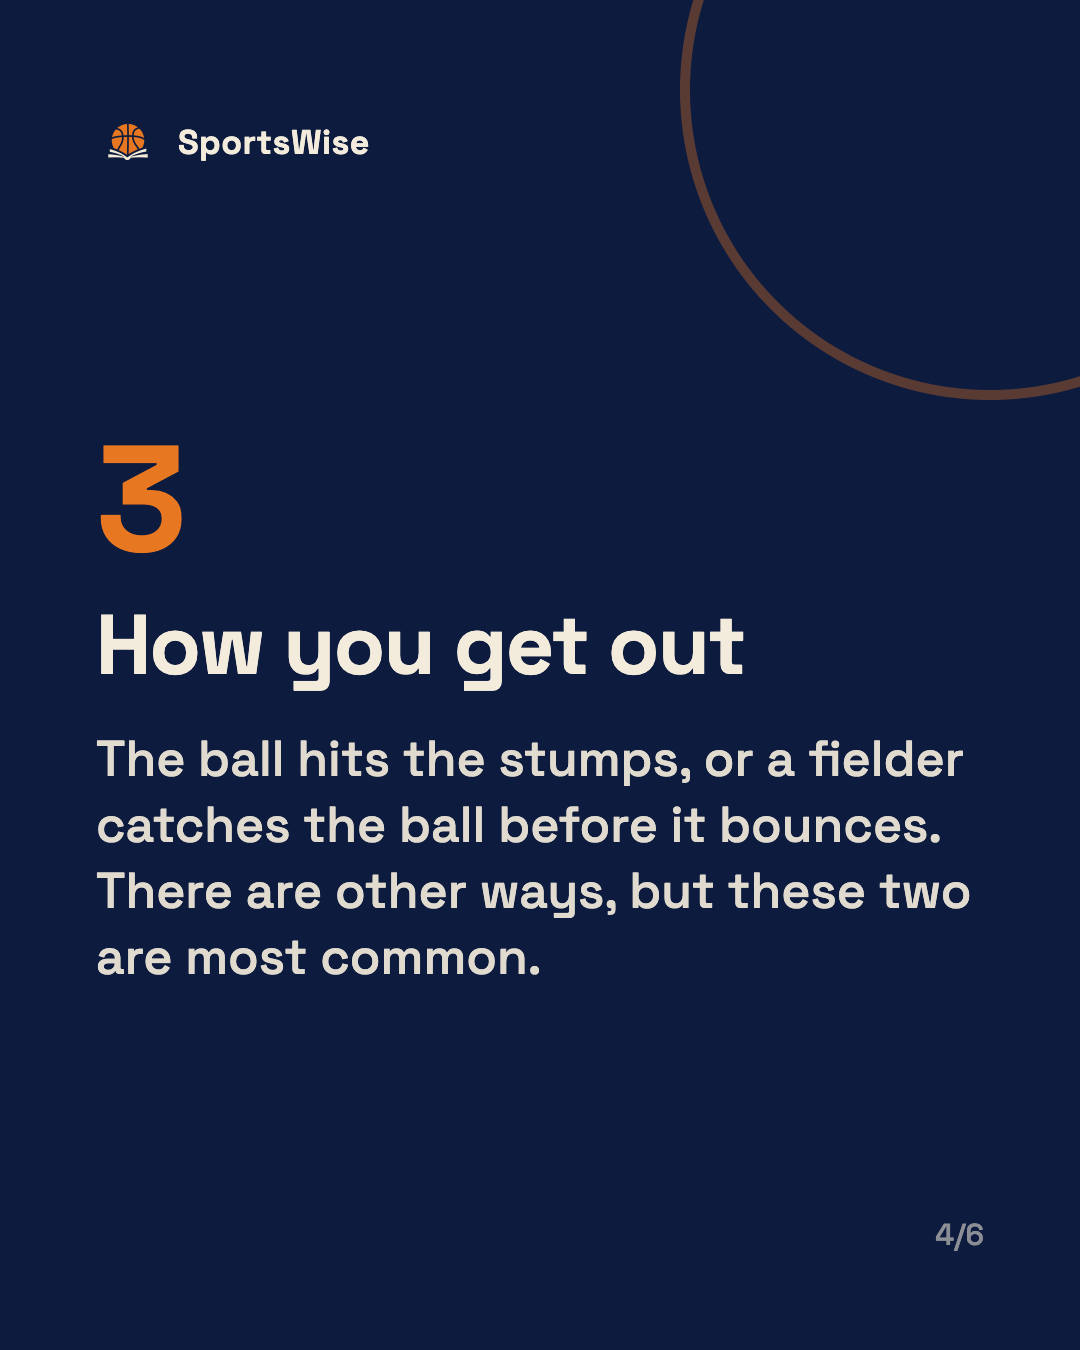 SportsWise
3
How you get out
The ball hits the stumps, or a fielder
catches the ball before it bounces.
There are other ways, but these two
are most common.
4/6